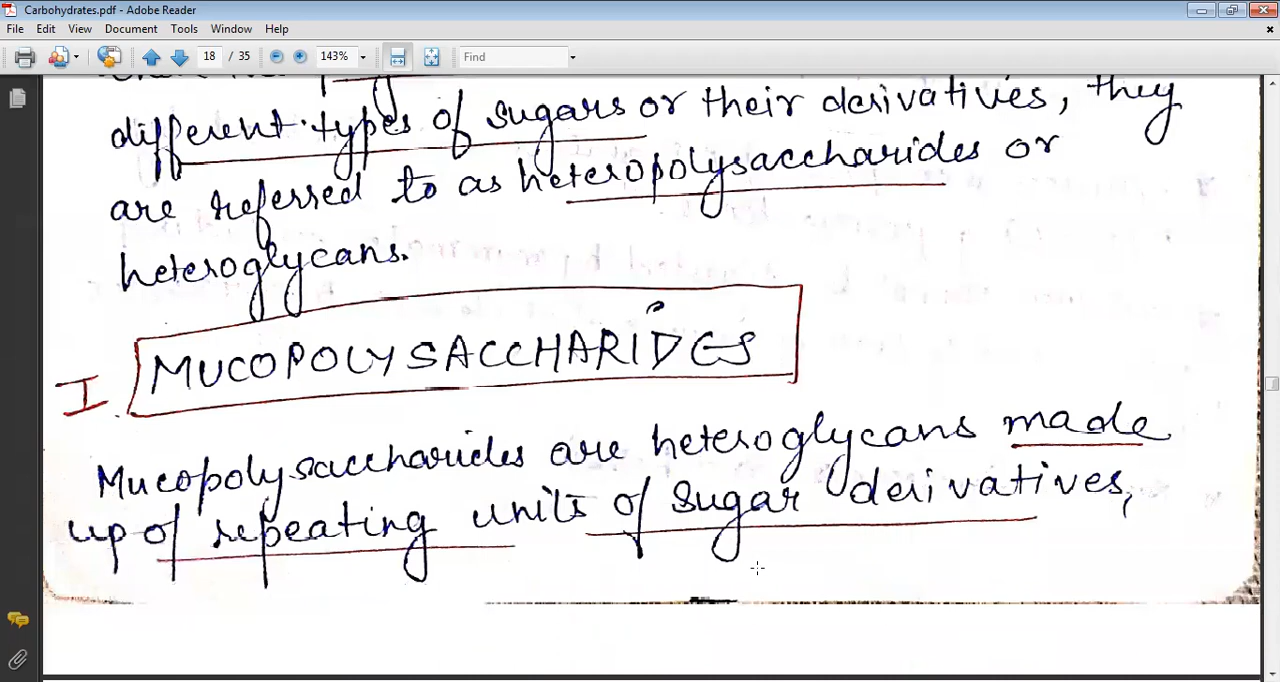 Carbohydrates.pdf - Adobe Reader
File Edit View Document Tools Window Help
18 / 35 143% Find
different types of sugars or their derivatives, they
are referred to as heteropolysaccharides or
heteroglycans.
I. MUCOPOLYSACCHARIDES
Mucopolysaccharides are heteroglycans made
up of repeating units of sugar derivatives,